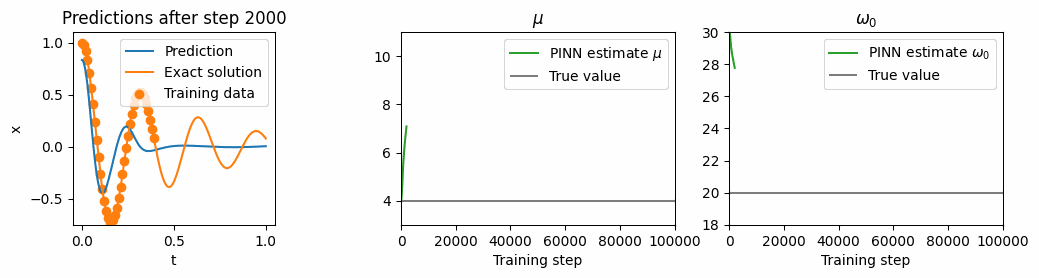 Predictions after step 2000
Prediction
Exact solution
Training data
1.0
0.5
0.0
−0.5
x
0.0
0.5
1.0
t
μ
PINN estimate μ
True value
10
8
6
4
0
20000
40000
60000
80000
100000
Training step
ω₀
PINN estimate ω₀
True value
30
28
26
24
22
20
18
0
20000
40000
60000
80000
100000
Training step